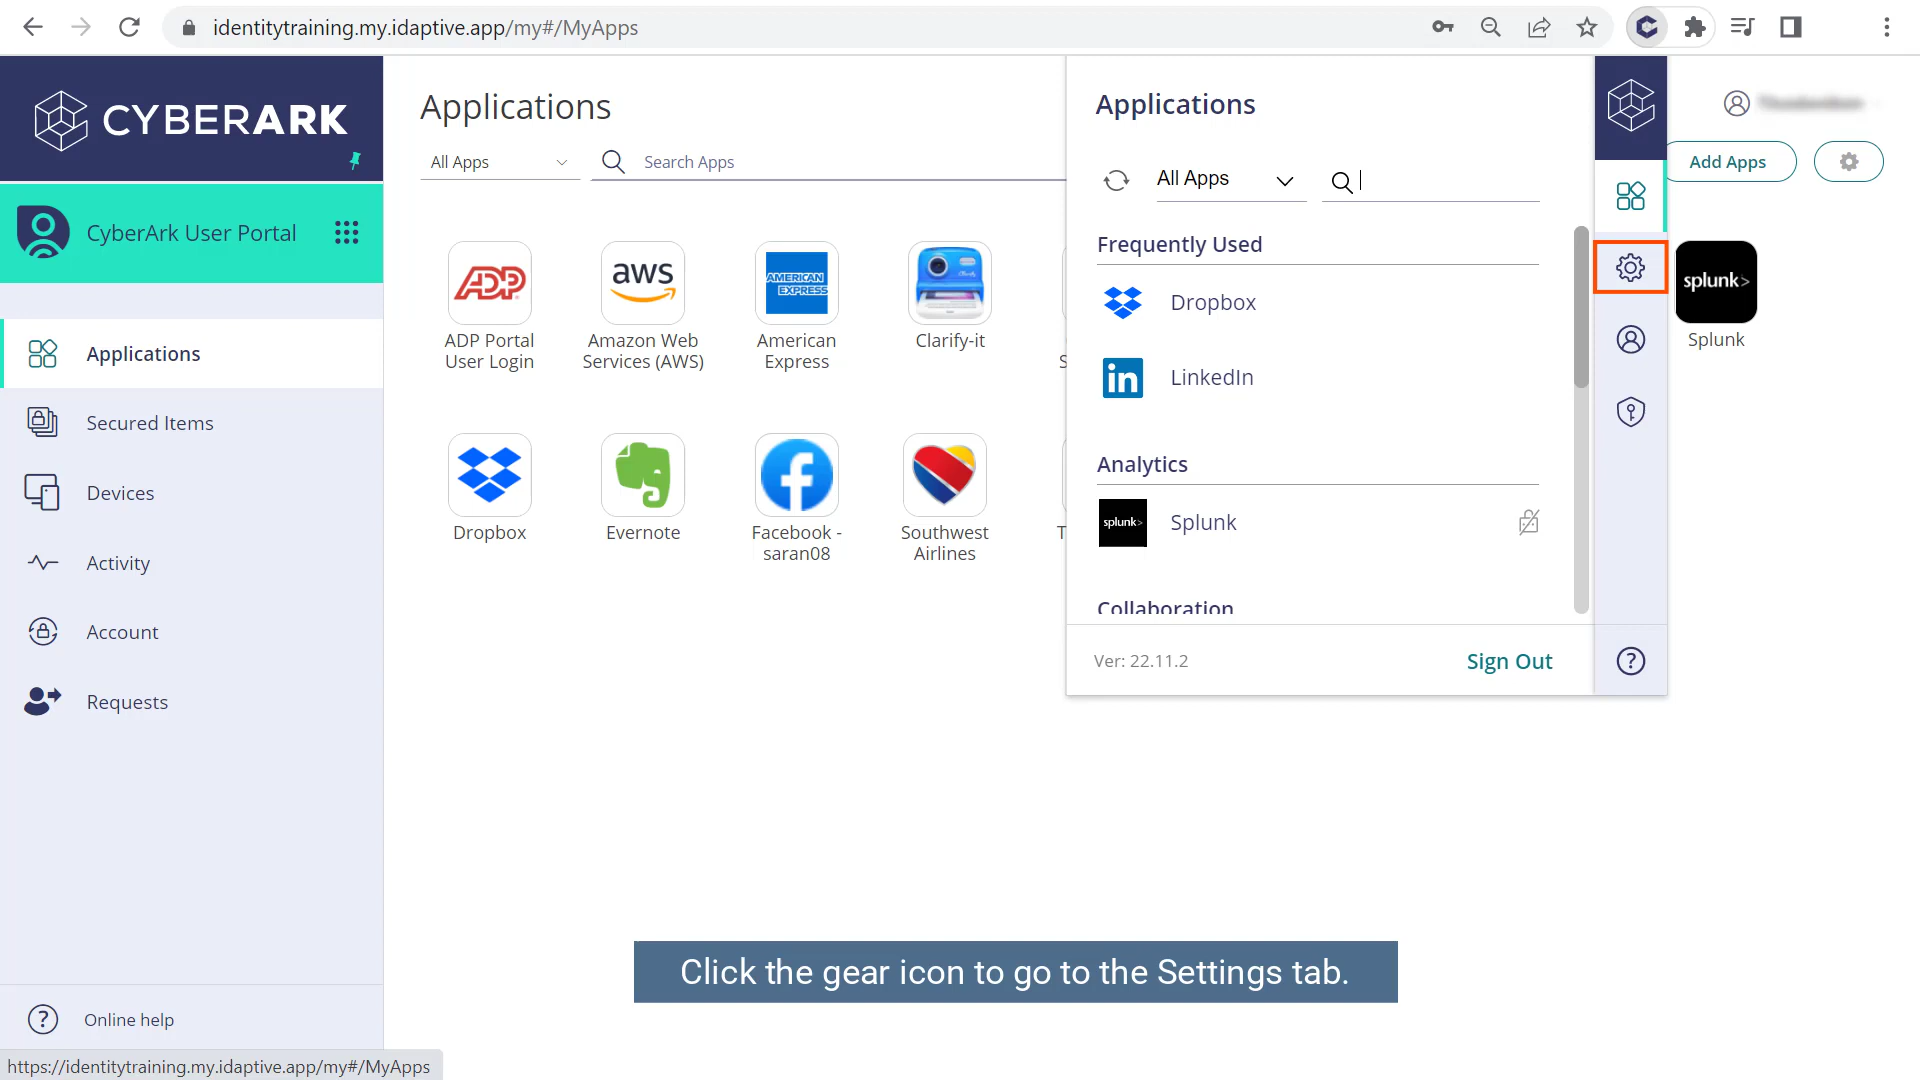 identitytraining.my.idaptive.app/my#/MyApps
CYBERARK
CyberArk User Portal
Applications
Secured Items
Devices
Activity
Account
Requests
Online help
https://identitytraining.my.idaptive.app/my#/MyApps
Applications
All Apps
Search Apps
ADP
ADP Portal
User Login
aws
Amazon Web
Services (AWS)
AMERICAN
EXPRESS
American
Express
Clarify-it
S
Dropbox
Evernote
Facebook -
saran08
Southwest
Airlines
T
Applications
All Apps
Frequently Used
Dropbox
in
LinkedIn
Analytics
splunk>
Splunk
Collaboration
Ver: 22.11.2
Sign Out
Add Apps
splunk>
Splunk
Click the gear icon to go to the Settings tab.